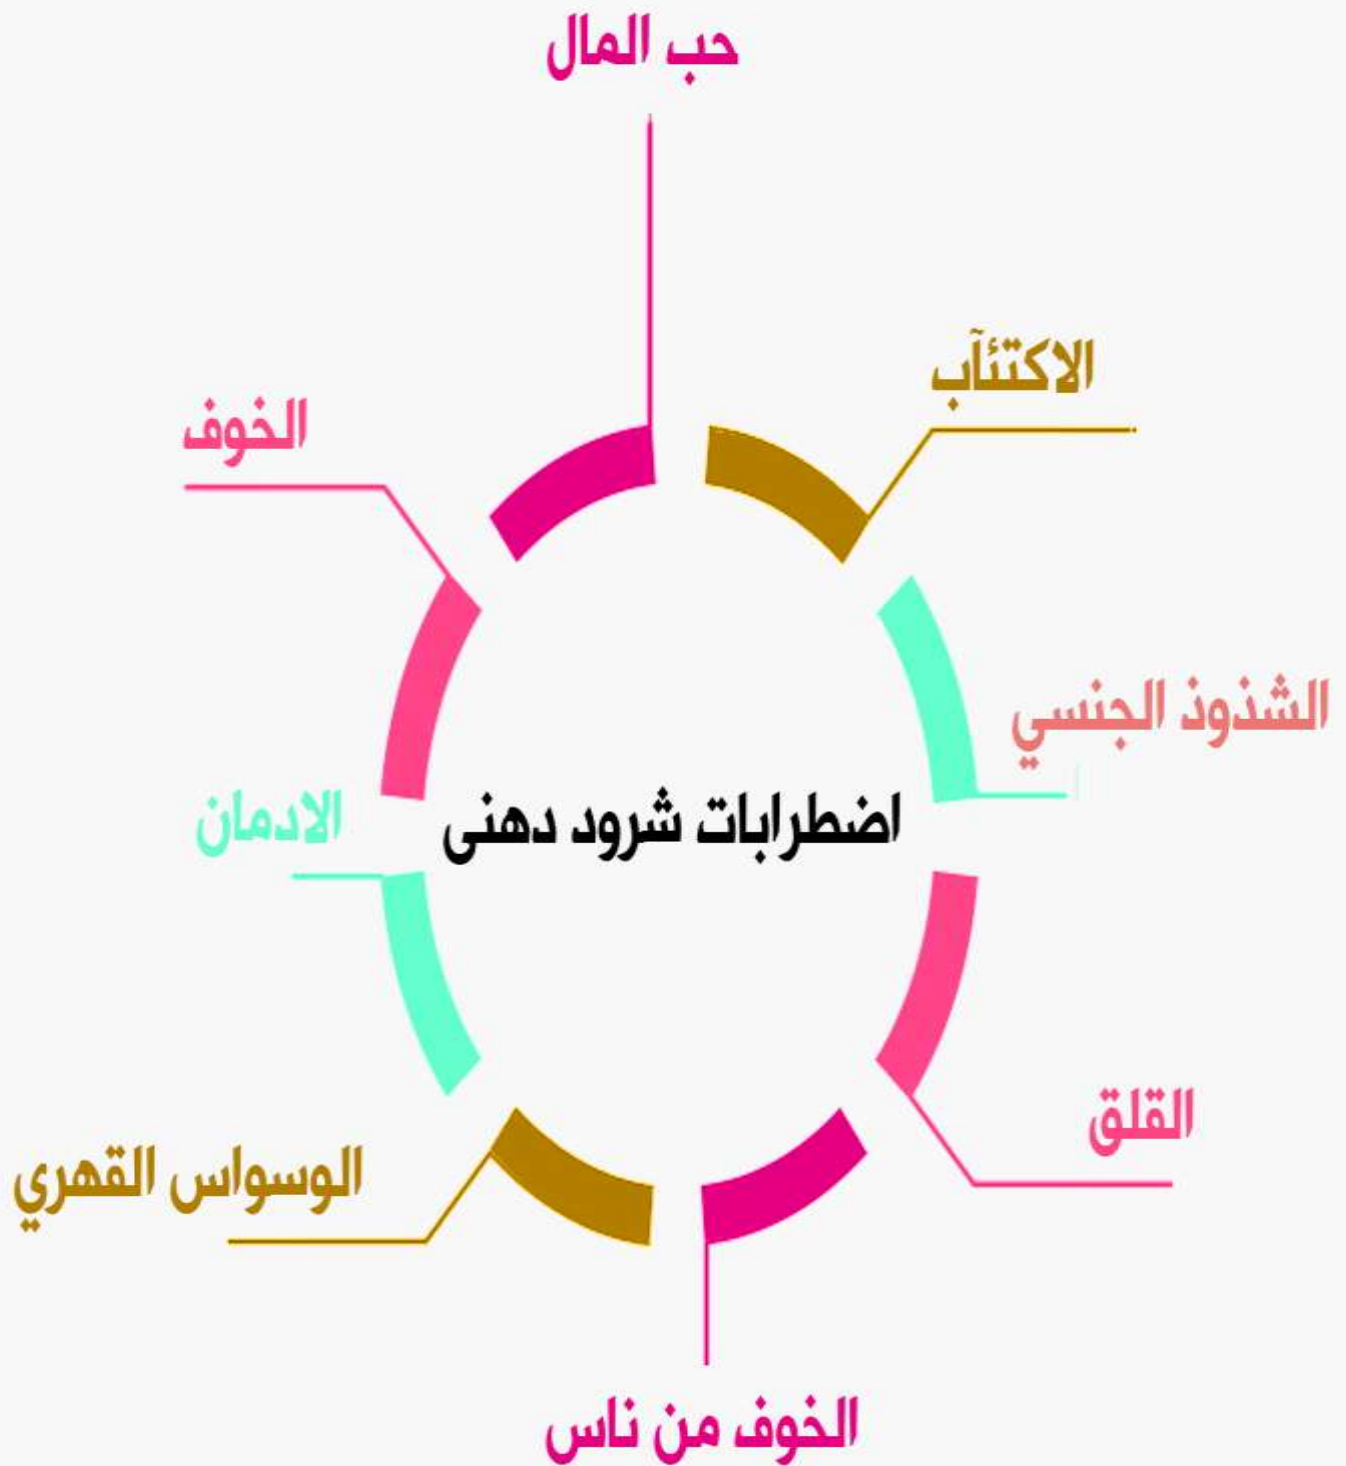 حب المال
الاكتئآب
الخوف
الشذوذ الجنسي
الادمان
اضطرابات شرود دهنى
القلق
الوسواس القهري
الخوف من ناس